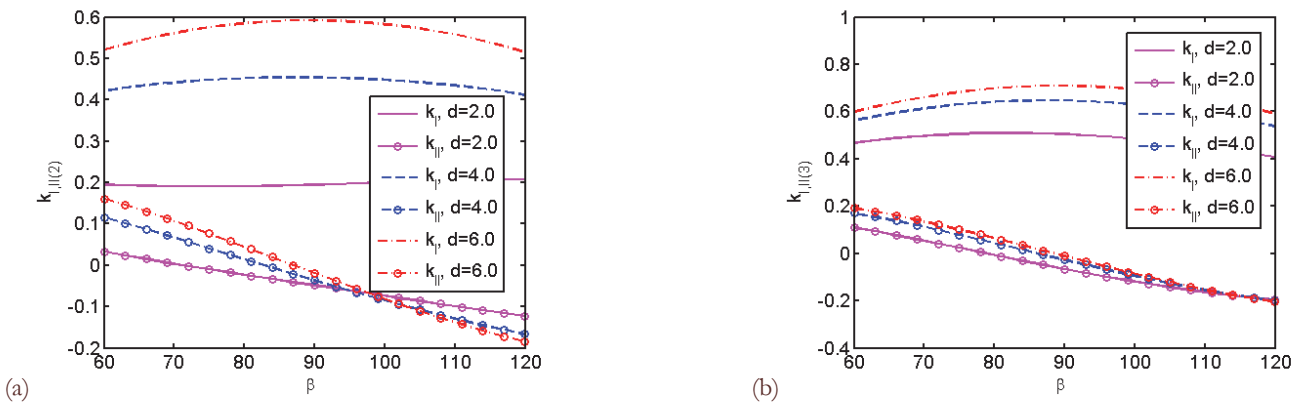 0.6
0.5
0.4
0.3
0.2
0.1
0
-0.1
-0.2
k_I,II(2)
60 70 80 90 100 110 120
β
k_I, d=2.0
k_II, d=2.0
k_I, d=4.0
k_II, d=4.0
k_I, d=6.0
k_II, d=6.0
(a)
1
0.8
0.6
0.4
0.2
0
-0.2
-0.4
k_I,II(3)
60 70 80 90 100 110 120
β
k_I, d=2.0
k_II, d=2.0
k_I, d=4.0
k_II, d=4.0
k_I, d=6.0
k_II, d=6.0
(b)